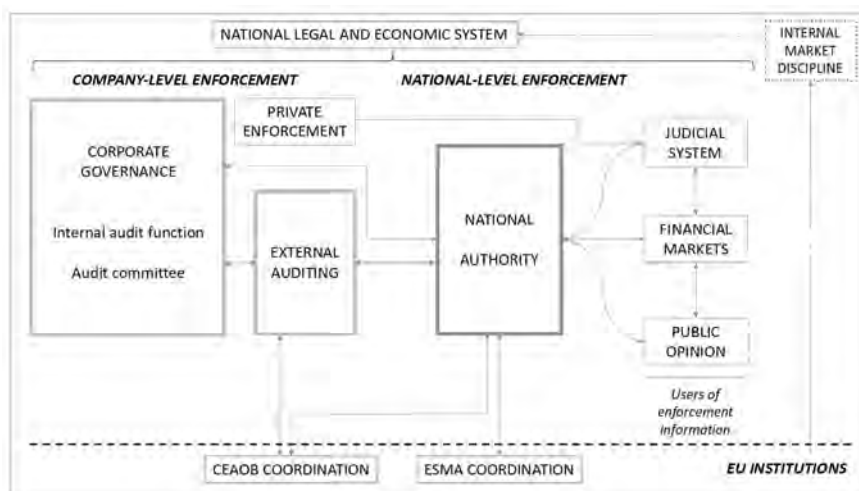 NATIONAL LEGAL AND ECONOMIC SYSTEM
INTERNAL
MARKET
DISCIPLINE
COMPANY-LEVEL ENFORCEMENT
NATIONAL-LEVEL ENFORCEMENT
PRIVATE
ENFORCEMENT
CORPORATE
GOVERNANCE
Internal audit function
Audit committee
EXTERNAL
AUDITING
NATIONAL
AUTHORITY
JUDICIAL
SYSTEM
FINANCIAL
MARKETS
PUBLIC
OPINION
Users of
enforcement
information
CEAOB COORDINATION
ESMA COORDINATION
EU INSTITUTIONS